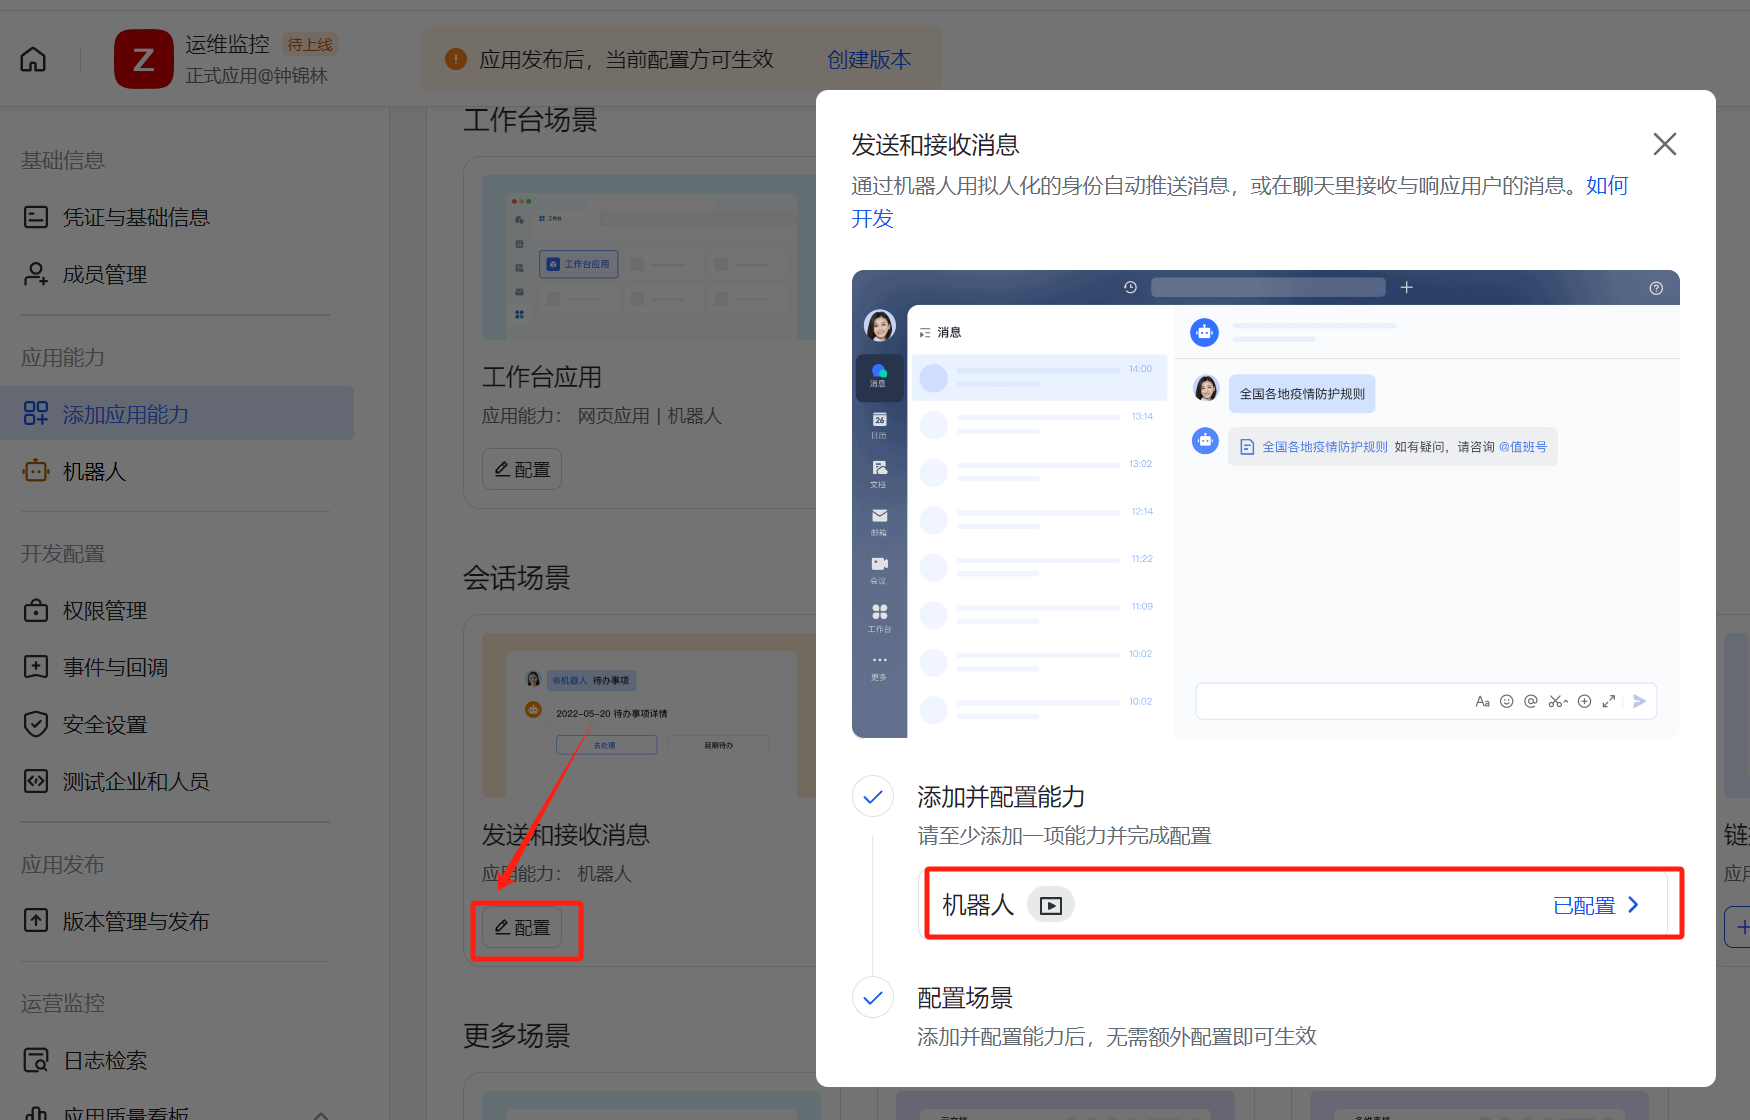 Z
运维监控
待上线
正式应用@钟锦林
应用发布后，当前配置方可生效
创建版本
基础信息
凭证与基础信息
成员管理
应用能力
添加应用能力
机器人
开发配置
权限管理
事件与回调
安全设置
测试企业和人员
应用发布
版本管理与发布
运营监控
日志检索
应用质量看板
工作台场景
工作台
工作台应用
工作台应用
应用能力： 网页应用 | 机器人
配置
会话场景
@机器人 待办事项
2022-05-20 待办事项详情
去处理
延期待办
发送和接收消息
应用能力： 机器人
配置
更多场景
发送和接收消息
通过机器人用拟人化的身份自动推送消息，或在聊天里接收与响应用户的消息。如何
开发
消息
26
日历
文档
邮箱
会议
工作台
更多
消息
14:00
13:14
13:02
12:14
11:22
11:09
10:02
10:02
全国各地疫情防护规则
全国各地疫情防护规则 如有疑问，请咨询 @值班号
Aa
添加并配置能力
请至少添加一项能力并完成配置
机器人
已配置
配置场景
添加并配置能力后，无需额外配置即可生效